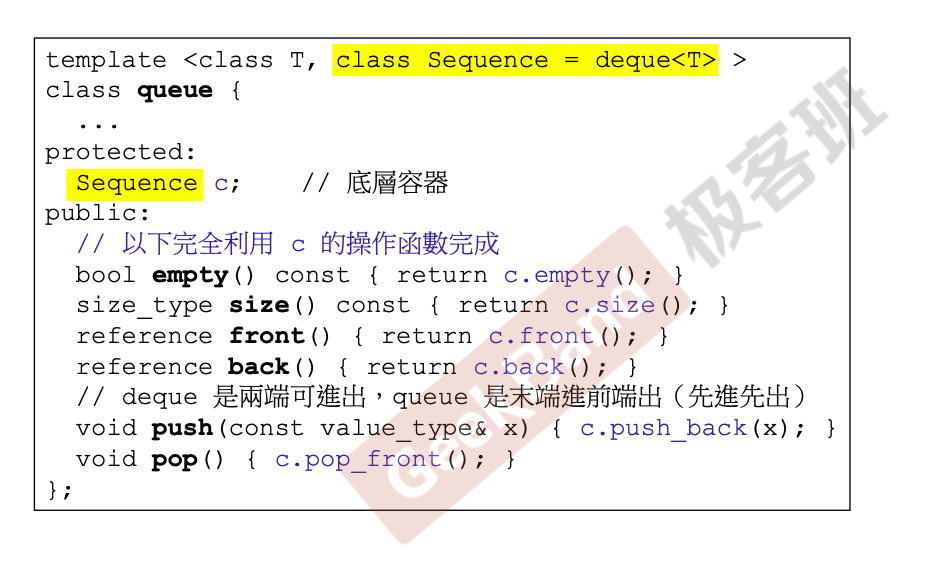 template <class T, class Sequence = deque<T> >
class queue {
  ...
protected:
  Sequence c;    // 底層容器
public:
  // 以下完全利用 c 的操作函數完成
  bool empty() const { return c.empty(); }
  size_type size() const { return c.size(); }
  reference front() { return c.front(); }
  reference back() { return c.back(); }
  // deque 是兩端可進出，queue 是末端進前端出（先進先出）
  void push(const value_type& x) { c.push_back(x); }
  void pop() { c.pop_front(); }
};
GeekBand 极客班